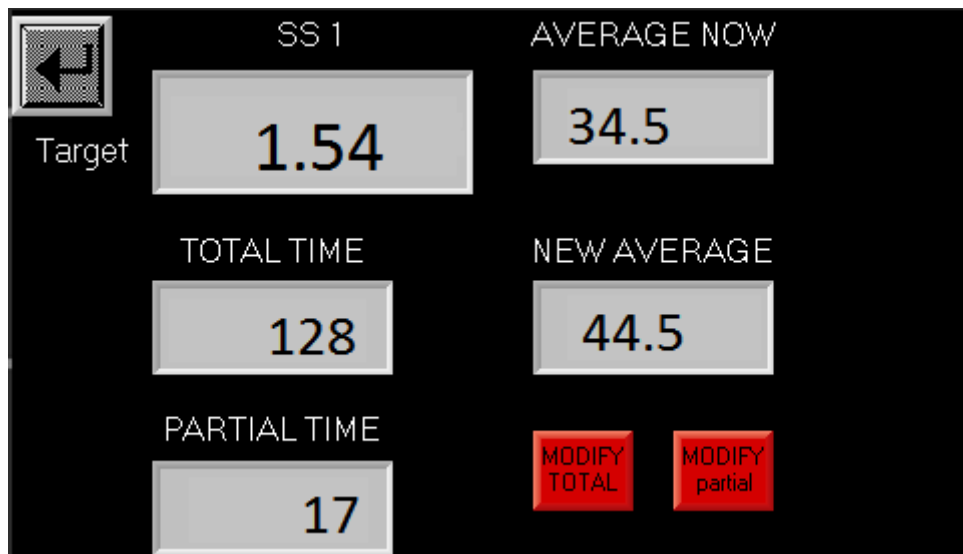 SS 1
AVERAGE NOW
Target
1.54
34.5
TOTAL TIME
NEW AVERAGE
128
44.5
PARTIAL TIME
17
MODIFY
TOTAL
MODIFY
partial